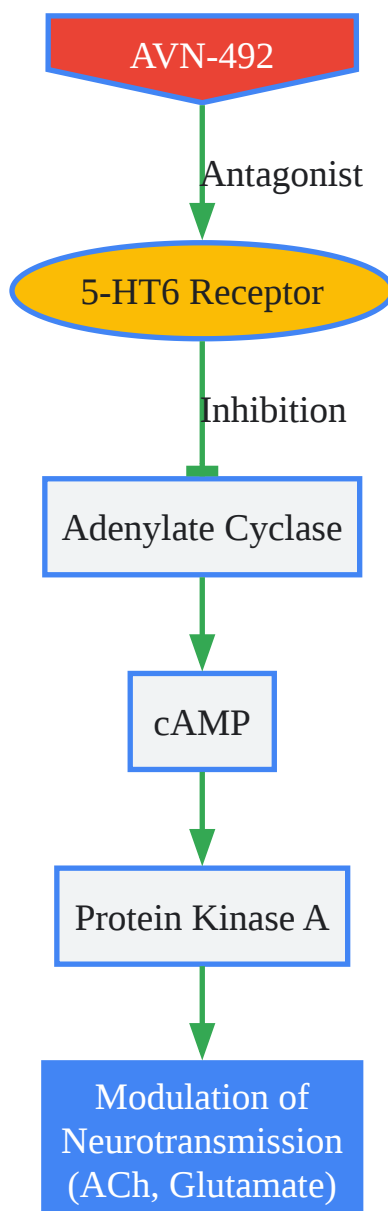 AVN-492
Antagonist
5-HT6 Receptor
Inhibition
Adenylate Cyclase
cAMP
Protein Kinase A
Modulation of
Neurotransmission
(ACh, Glutamate)